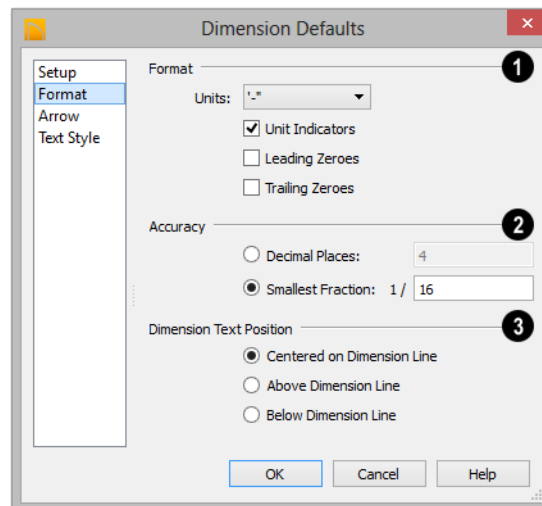 Dimension Defaults
Setup
Format
Arrow
Text Style
Format 1
Units: '-"
Unit Indicators
Leading Zeroes
Trailing Zeroes
Accuracy 2
Decimal Places: 4
Smallest Fraction: 1 / 16
Dimension Text Position 3
Centered on Dimension Line
Above Dimension Line
Below Dimension Line
OK Cancel Help